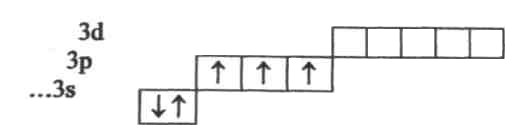 3d
3p
↑ ↑ ↑
...3s
↓↑